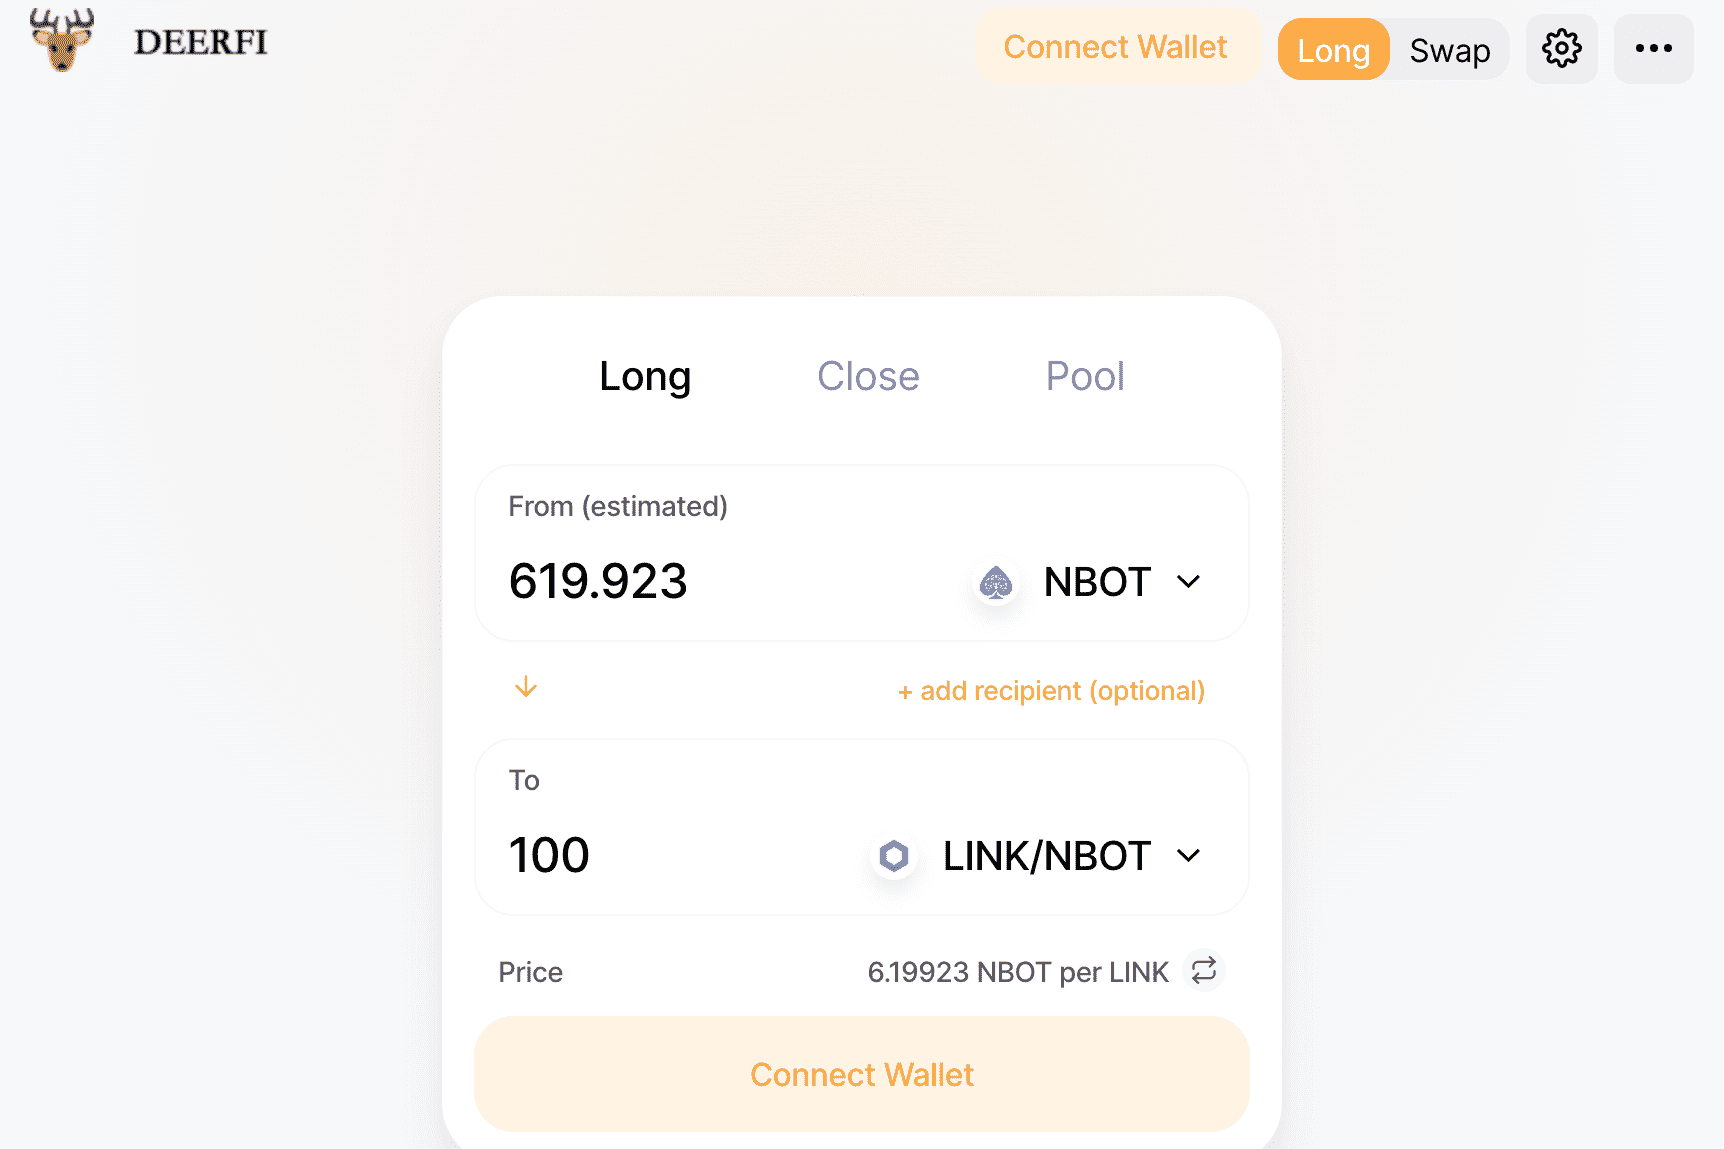 DEERFI
Connect Wallet Long Swap
Long Close Pool
From (estimated)
619.923 NBOT
+ add recipient (optional)
To
100 LINK/NBOT
Price 6.19923 NBOT per LINK
Connect Wallet